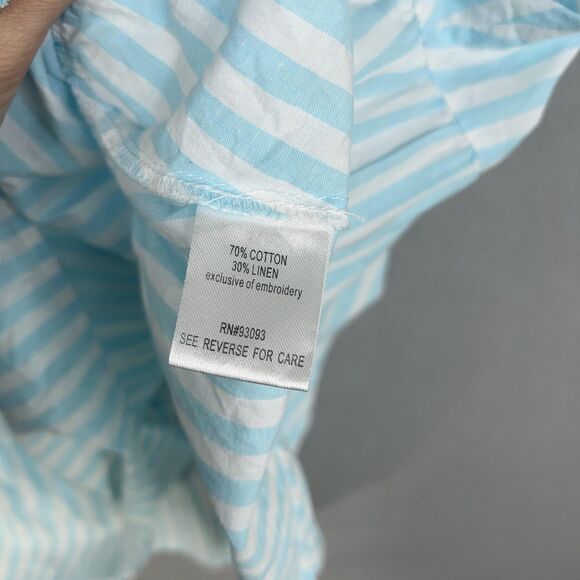 70% COTTON
30% LINEN
exclusive of embroidery
RN#93093
SEE REVERSE FOR CARE